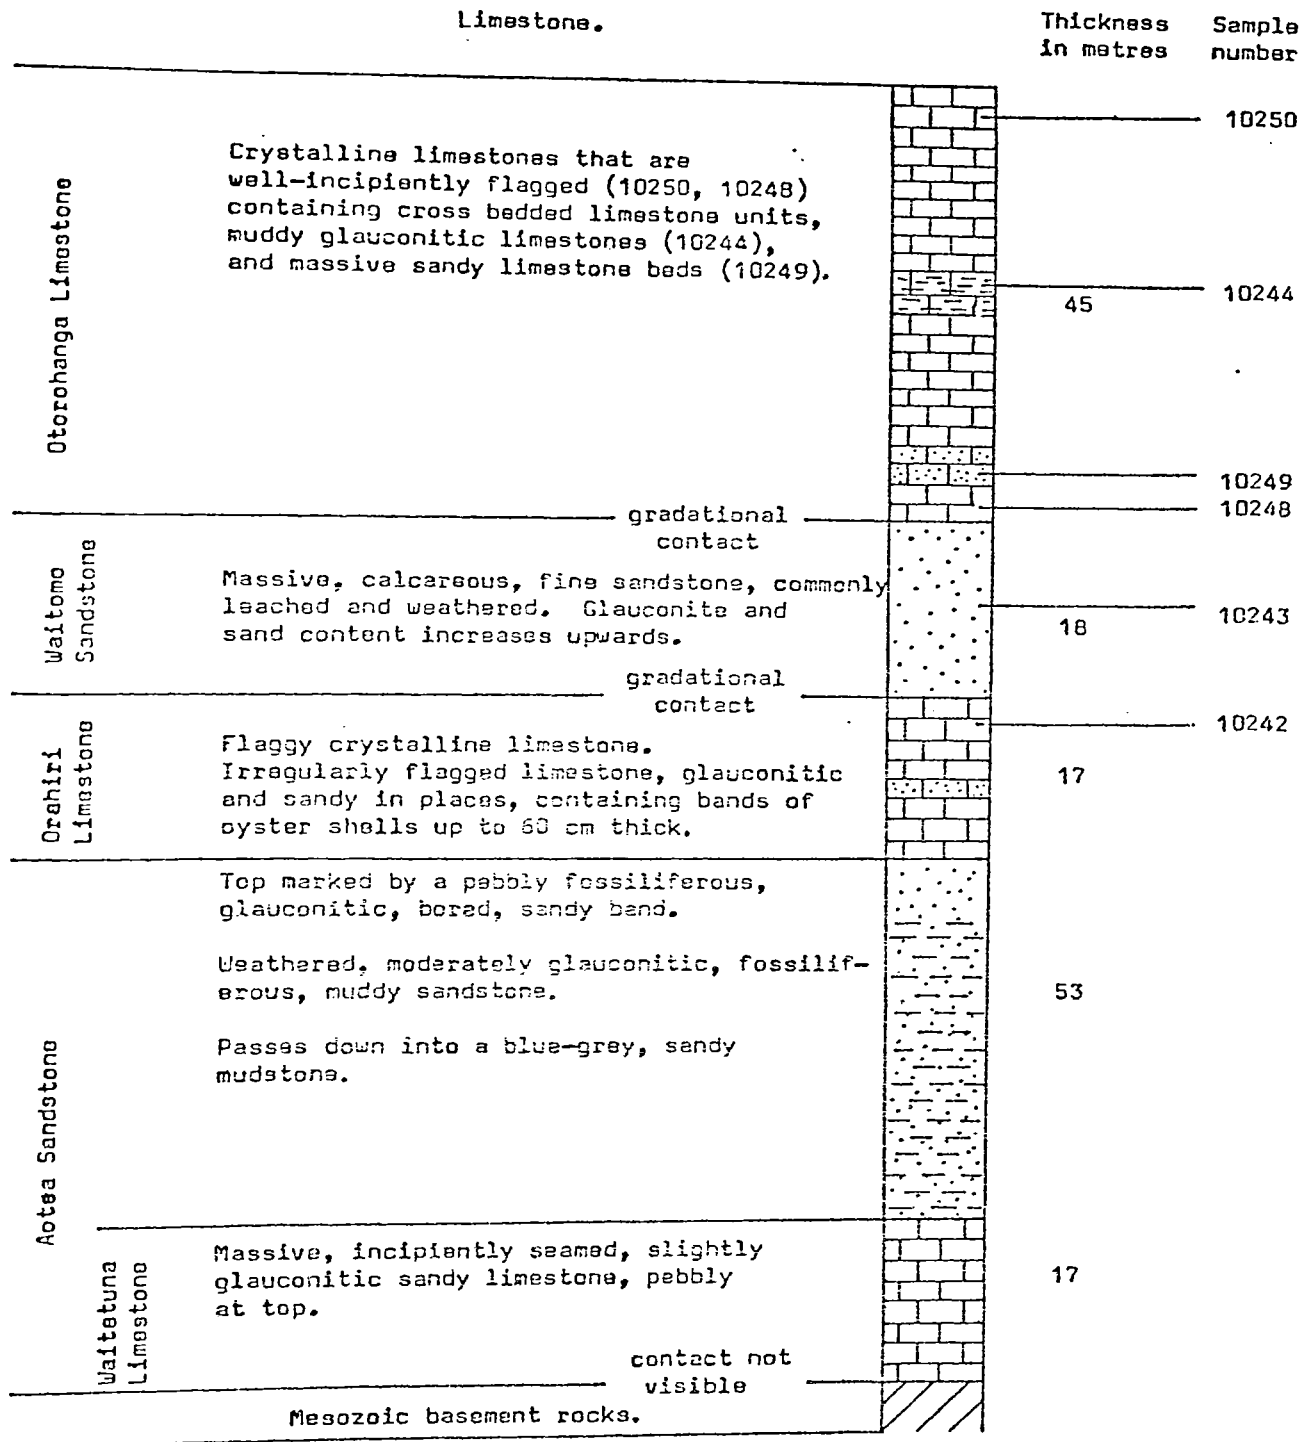 Limestone.
Thickness
in metres
Sample
number
Otorohanga Limestone
Crystalline limestones that are
well-incipiently flagged (10250, 10248)
containing cross bedded limestone units,
muddy glauconitic limestones (10244),
and massive sandy limestone beds (10249).
10250
10244
45
10249
10248
gradational
contact
Waitomo
Sandstone
Massive, calcareous, fine sandstone, commonly
leached and weathered. Glauconite and
sand content increases upwards.
10243
18
gradational
contact
Orahiri
Limestone
Flaggy crystalline limestone.
Irregularly flagged limestone, glauconitic
and sandy in places, containing bands of
oyster shells up to 60 cm thick.
10242
17
Aotea Sandstone
Top marked by a pebbly fossiliferous,
glauconitic, bored, sandy band.
Weathered, moderately glauconitic, fossilif-
erous, muddy sandstone.
Passes down into a blue-grey, sandy
mudstone.
53
Waitetuna
Limestone
Massive, incipiently seamed, slightly
glauconitic sandy limestone, pebbly
at top.
17
contact not
visible
Mesozoic basement rocks.